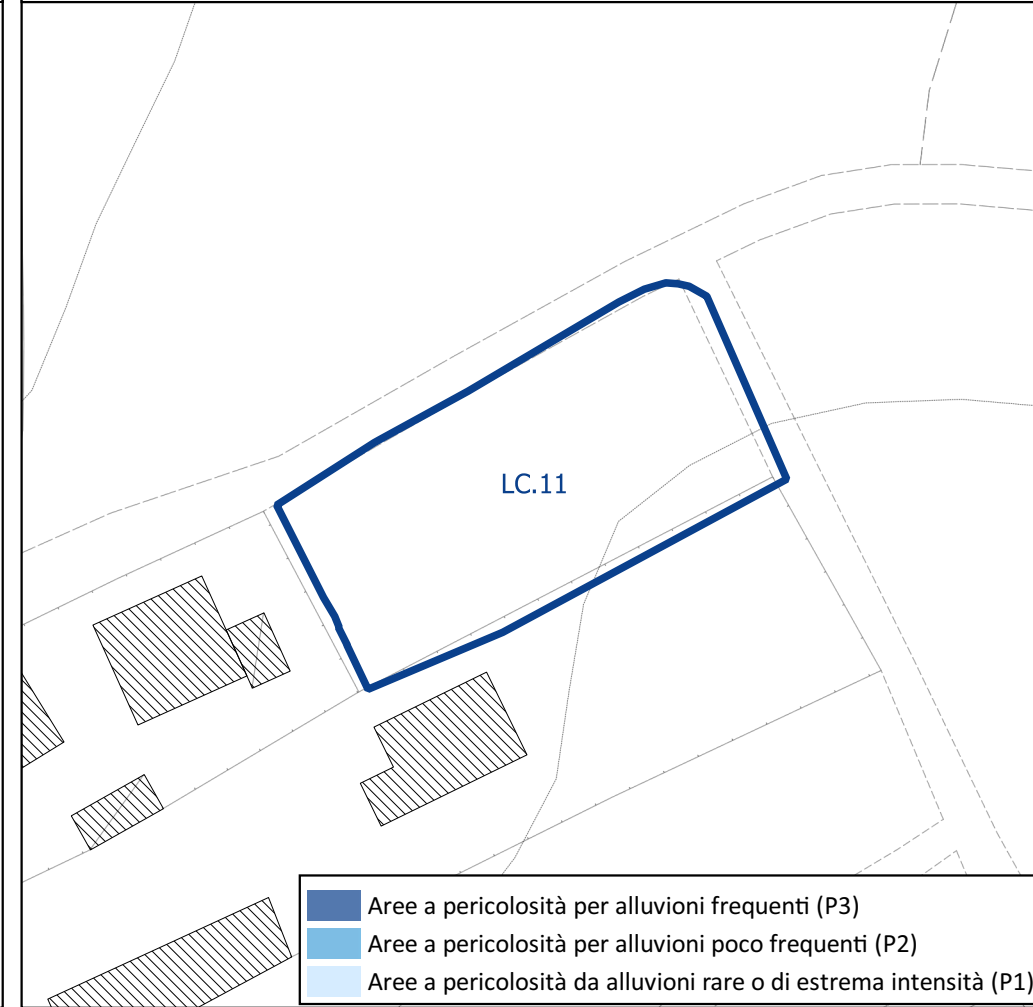 LC.11
Aree a pericolosità per alluvioni frequenti (P3)
Aree a pericolosità per alluvioni poco frequenti (P2)
Aree a pericolosità da alluvioni rare o di estrema intensità (P1)